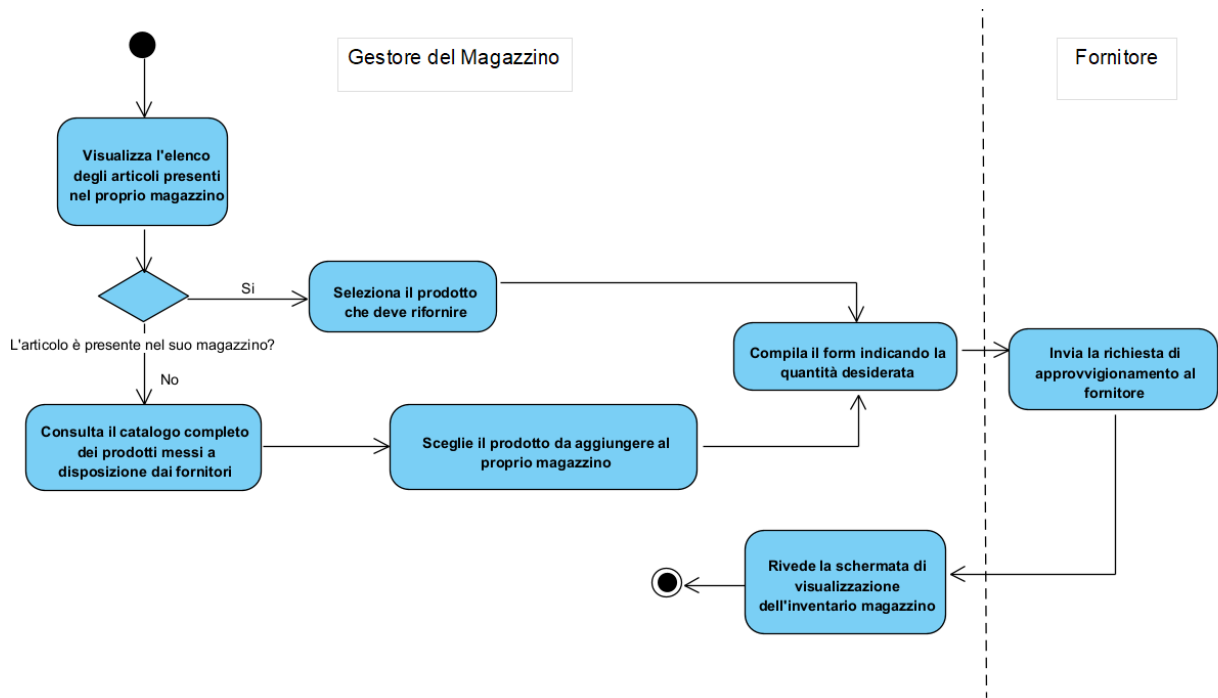 Gestore del Magazzino
Fornitore
Visualizza l'elenco
degli articoli presenti
nel proprio magazzino
Si
Seleziona il prodotto
che deve rifornire
L'articolo è presente nel suo magazzino?
No
Compila il form indicando la
quantità desiderata
Invia la richiesta di
approvvigionamento al
fornitore
Consulta il catalogo completo
dei prodotti messi a
disposizione dai fornitori
Sceglie il prodotto da aggiungere al
proprio magazzino
Rivede la schermata di
visualizzazione
dell'inventario magazzino